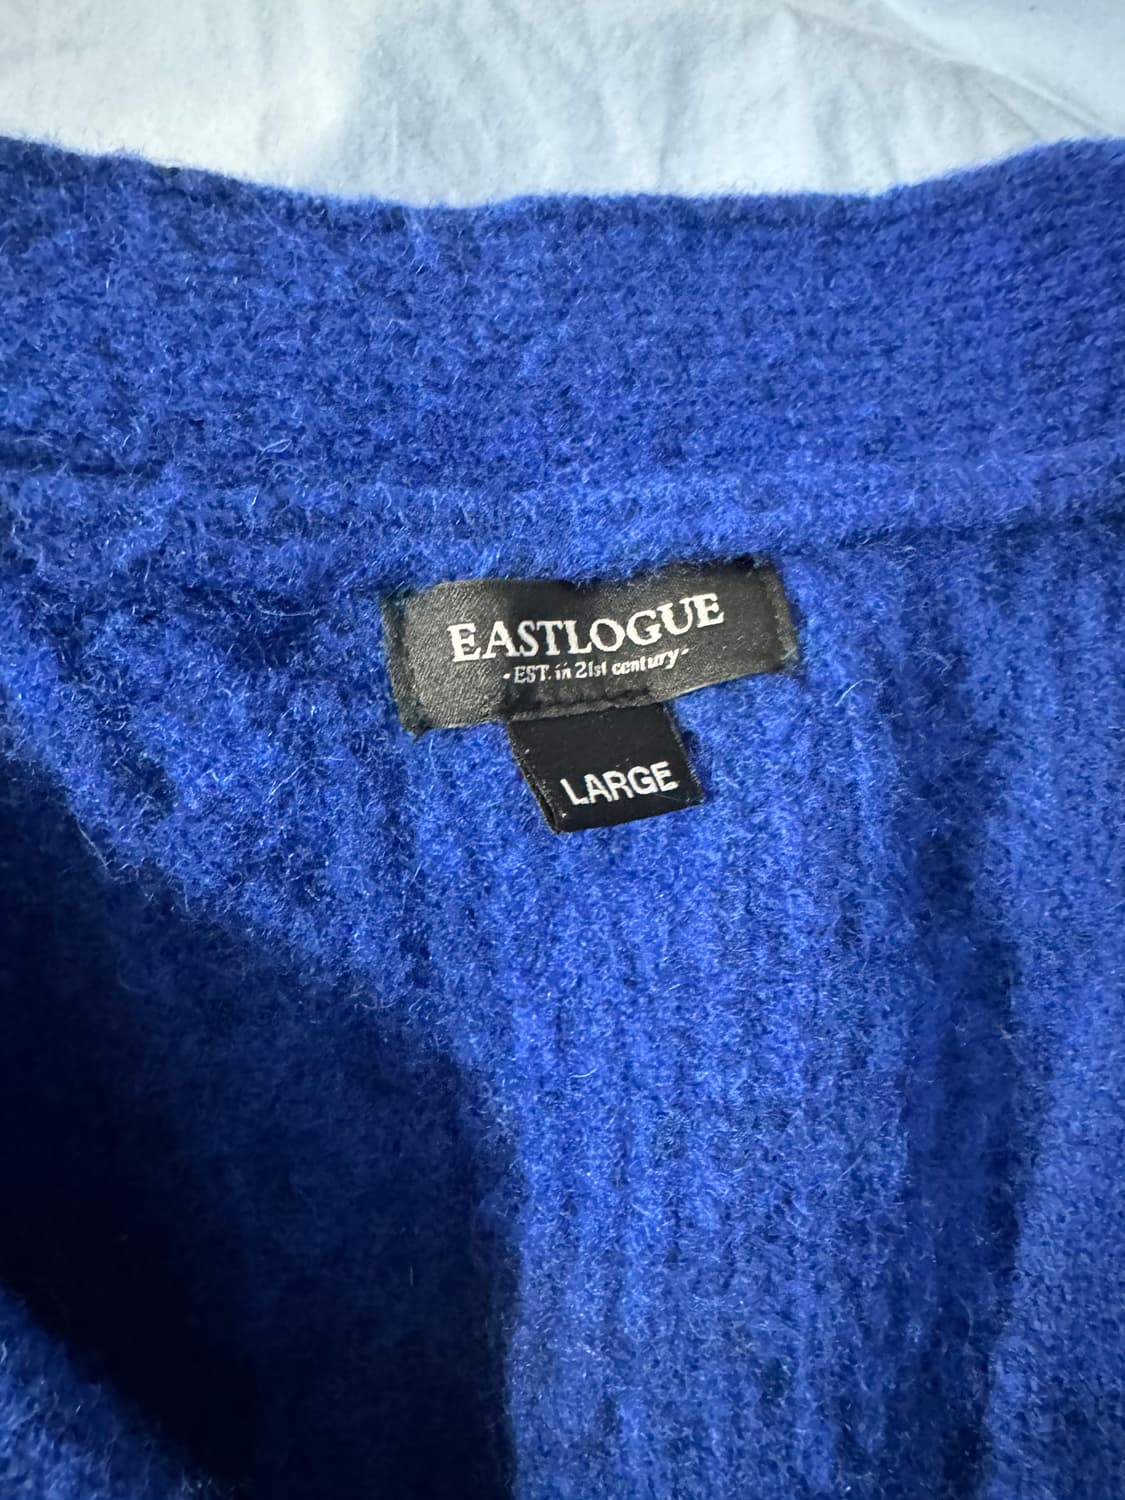 EASTLOGUE
-EST. in 21st century-
LARGE